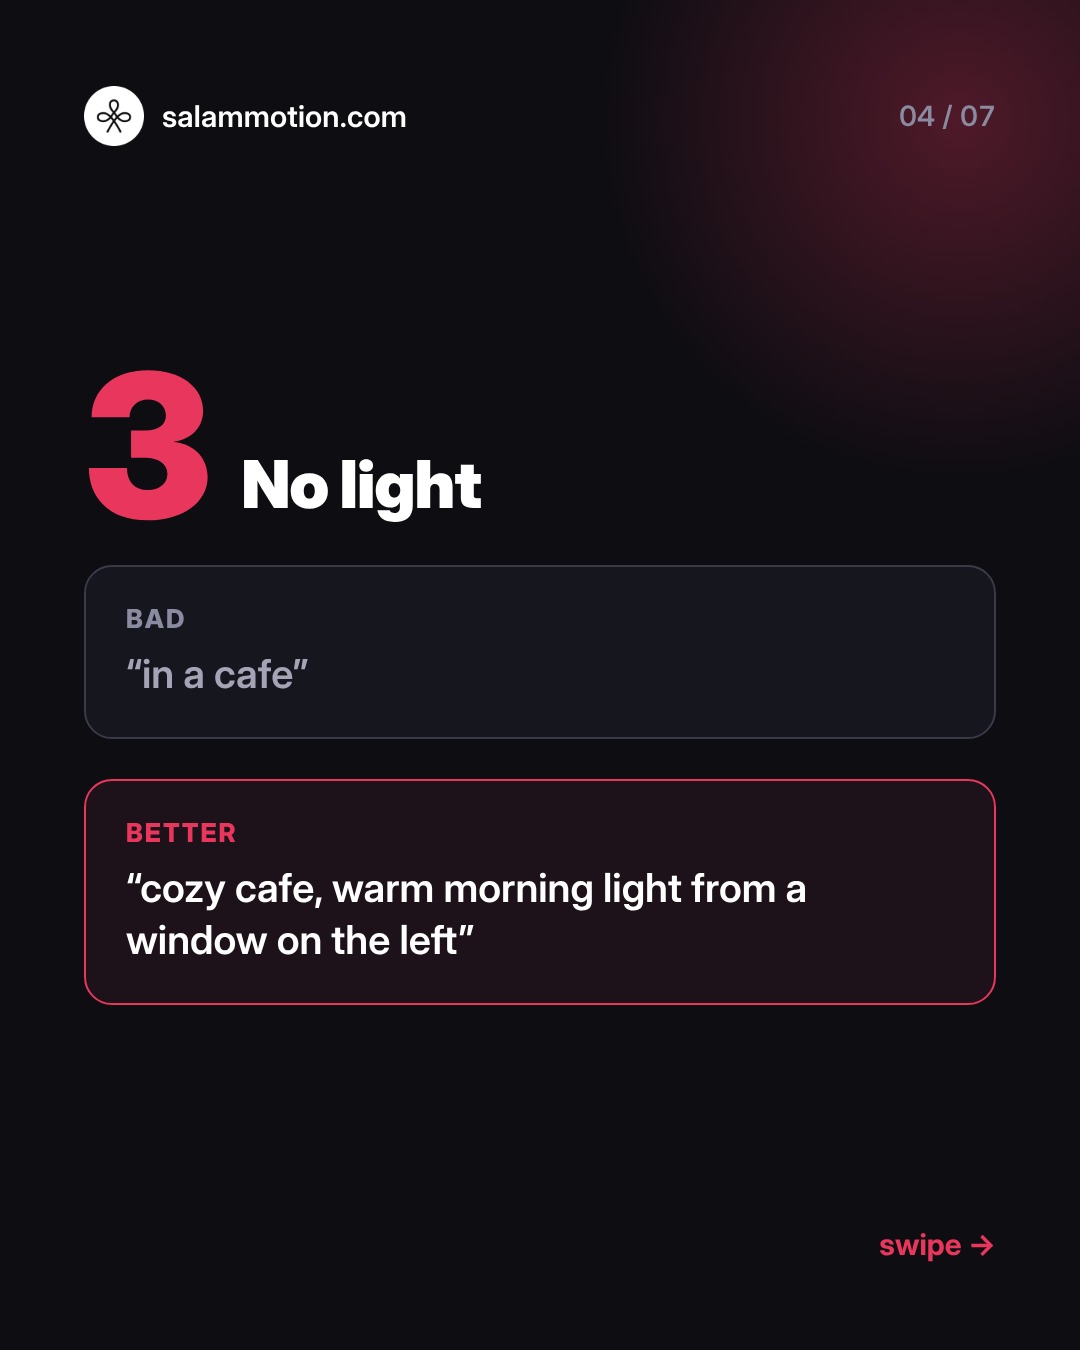 salammotion.com
04 / 07
3 No light
BAD
“in a cafe”
BETTER
“cozy cafe, warm morning light from a
window on the left”
swipe →